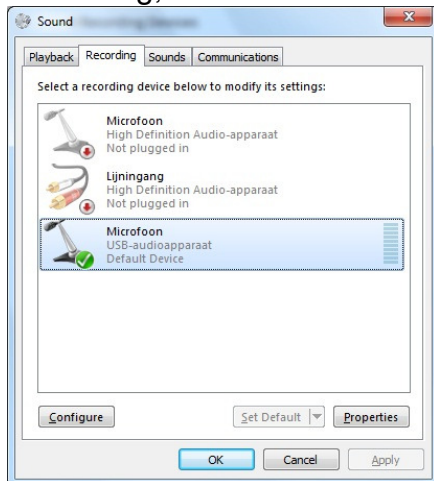 Sound
Playback Recording Sounds Communications
Select a recording device below to modify its settings:
Microfoon
High Definition Audio-apparaat
Not plugged in
Lijningang
High Definition Audio-apparaat
Not plugged in
Microfoon
USB-audioapparaat
Default Device
Configure Set Default Properties
OK Cancel Apply